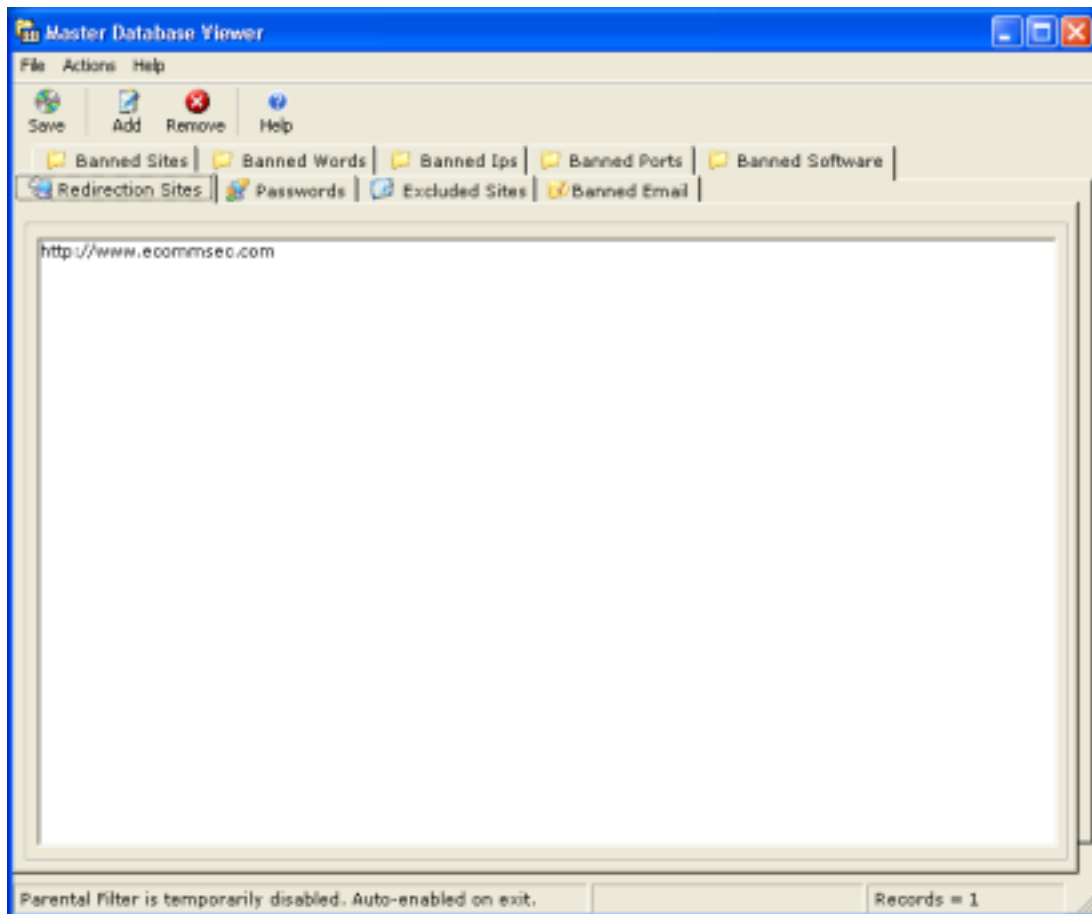 Master Database Viewer
File Actions Help
Save Add Remove Help
Banned Sites Banned Words Banned Ips Banned Ports Banned Software
Redirection Sites Passwords Excluded Sites Banned Email
http://www.ecommsec.com
Parental Filter is temporarily disabled. Auto-enabled on exit. Records = 1